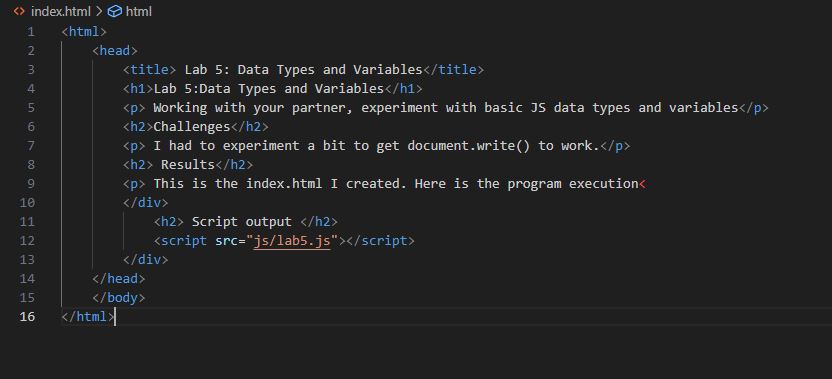 <> index.html > html
1 <html>
2 <head>
3 <title> Lab 5: Data Types and Variables</title>
4 <h1>Lab 5:Data Types and Variables</h1>
5 <p> Working with your partner, experiment with basic JS data types and variables</p>
6 <h2>Challenges</h2>
7 <p> I had to experiment a bit to get document.write() to work.</p>
8 <h2> Results</h2>
9 <p> This is the index.html I created. Here is the program execution<
10 </div>
11 <h2> Script output </h2>
12 <script src="js/lab5.js"></script>
13 </div>
14 </head>
15 </body>
16 </html>